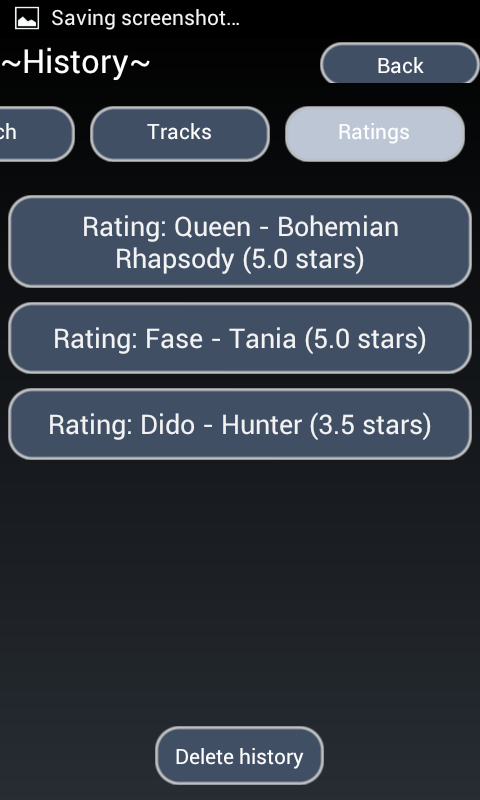 Saving screenshot...
~History~
Back
ch
Tracks
Ratings
Rating: Queen - Bohemian
Rhapsody (5.0 stars)
Rating: Fase - Tania (5.0 stars)
Rating: Dido - Hunter (3.5 stars)
Delete history